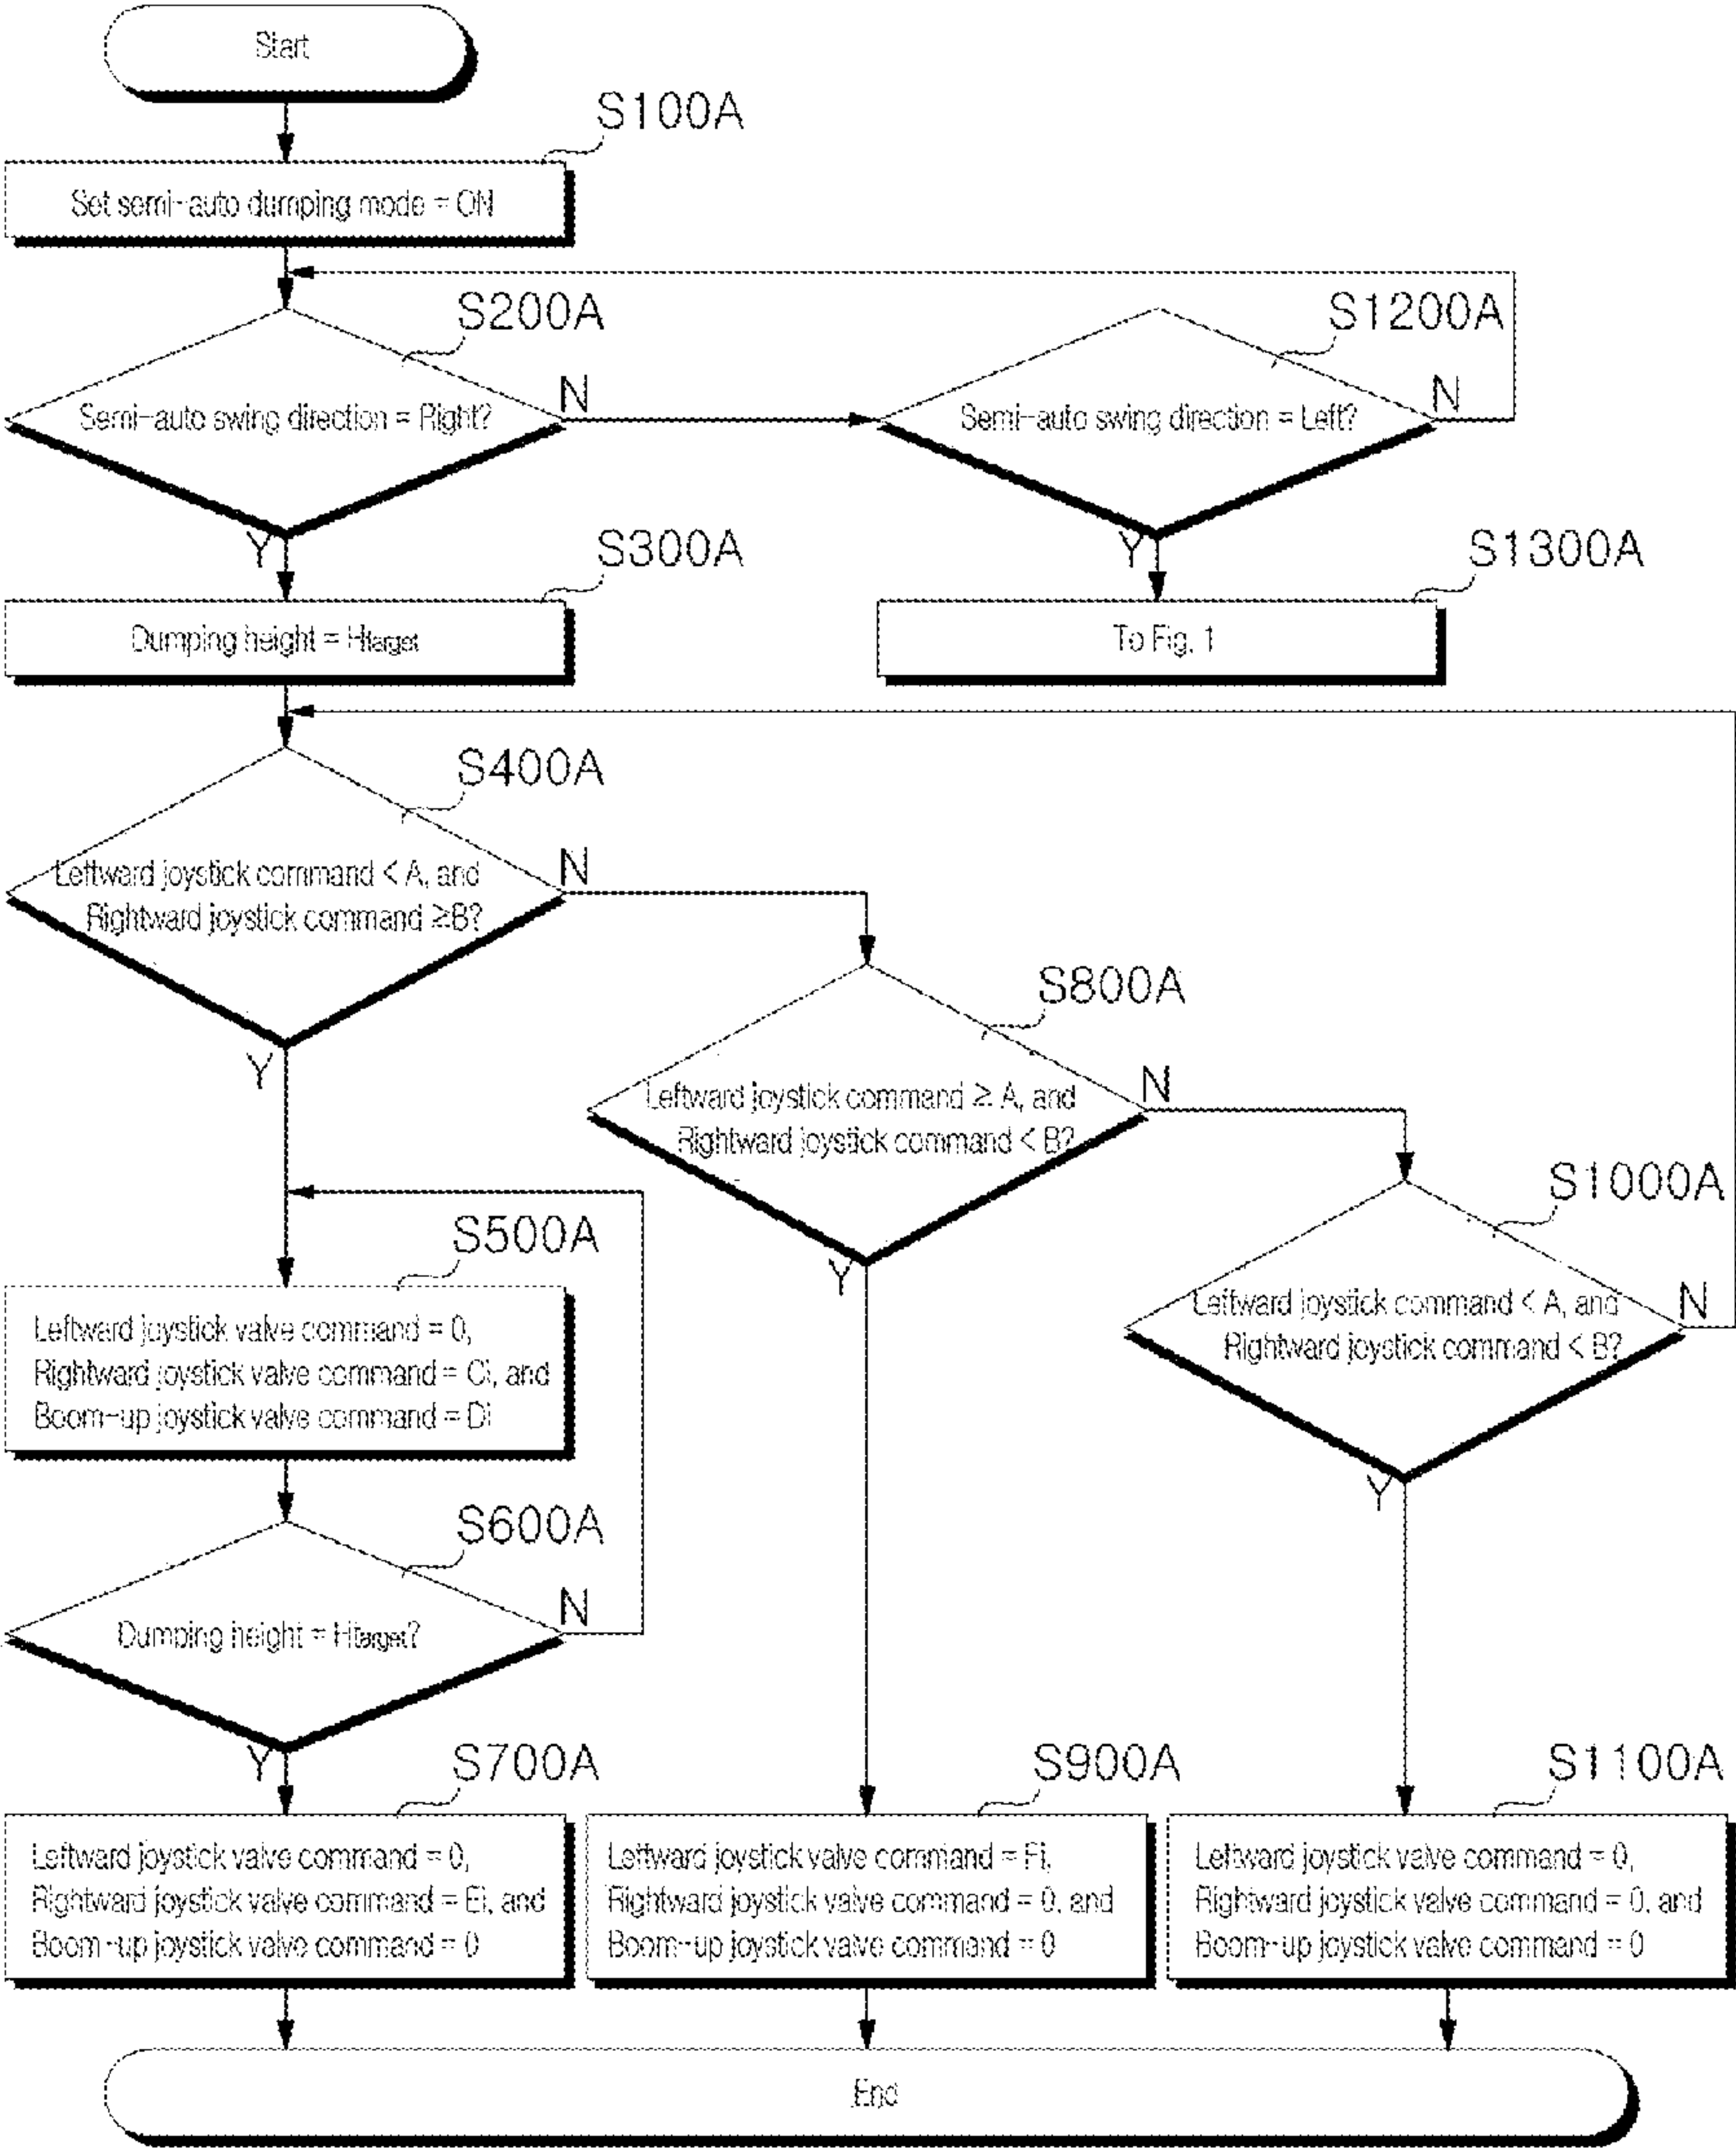 Start
S100A
Set semi-auto dumping mode = ON
S200A
Semi-auto swing direction = Right?
N
Y
S1200A
Semi-auto swing direction = Left?
N
Y
S300A
Dumping height = Htarget
S1300A
To Fig. 1
S400A
Leftward joystick command < A, and
Rightward joystick command ≥B?
N
Y
S800A
Leftward joystick command ≥ A, and
Rightward joystick command < B?
N
Y
S1000A
Leftward joystick command < A, and
Rightward joystick command < B?
N
Y
S500A
Leftward joystick valve command = 0,
Rightward joystick valve command = Ci, and
Boom-up joystick valve command = Di
S600A
Dumping height = Htarget?
N
Y
S700A
Leftward joystick valve command = 0,
Rightward joystick valve command = Ei, and
Boom-up joystick valve command = 0
S900A
Leftward joystick valve command = Fi,
Rightward joystick valve command = 0, and
Boom-up joystick valve command = 0
S1100A
Leftward joystick valve command = 0,
Rightward joystick valve command = 0, and
Boom-up joystick valve command = 0
End